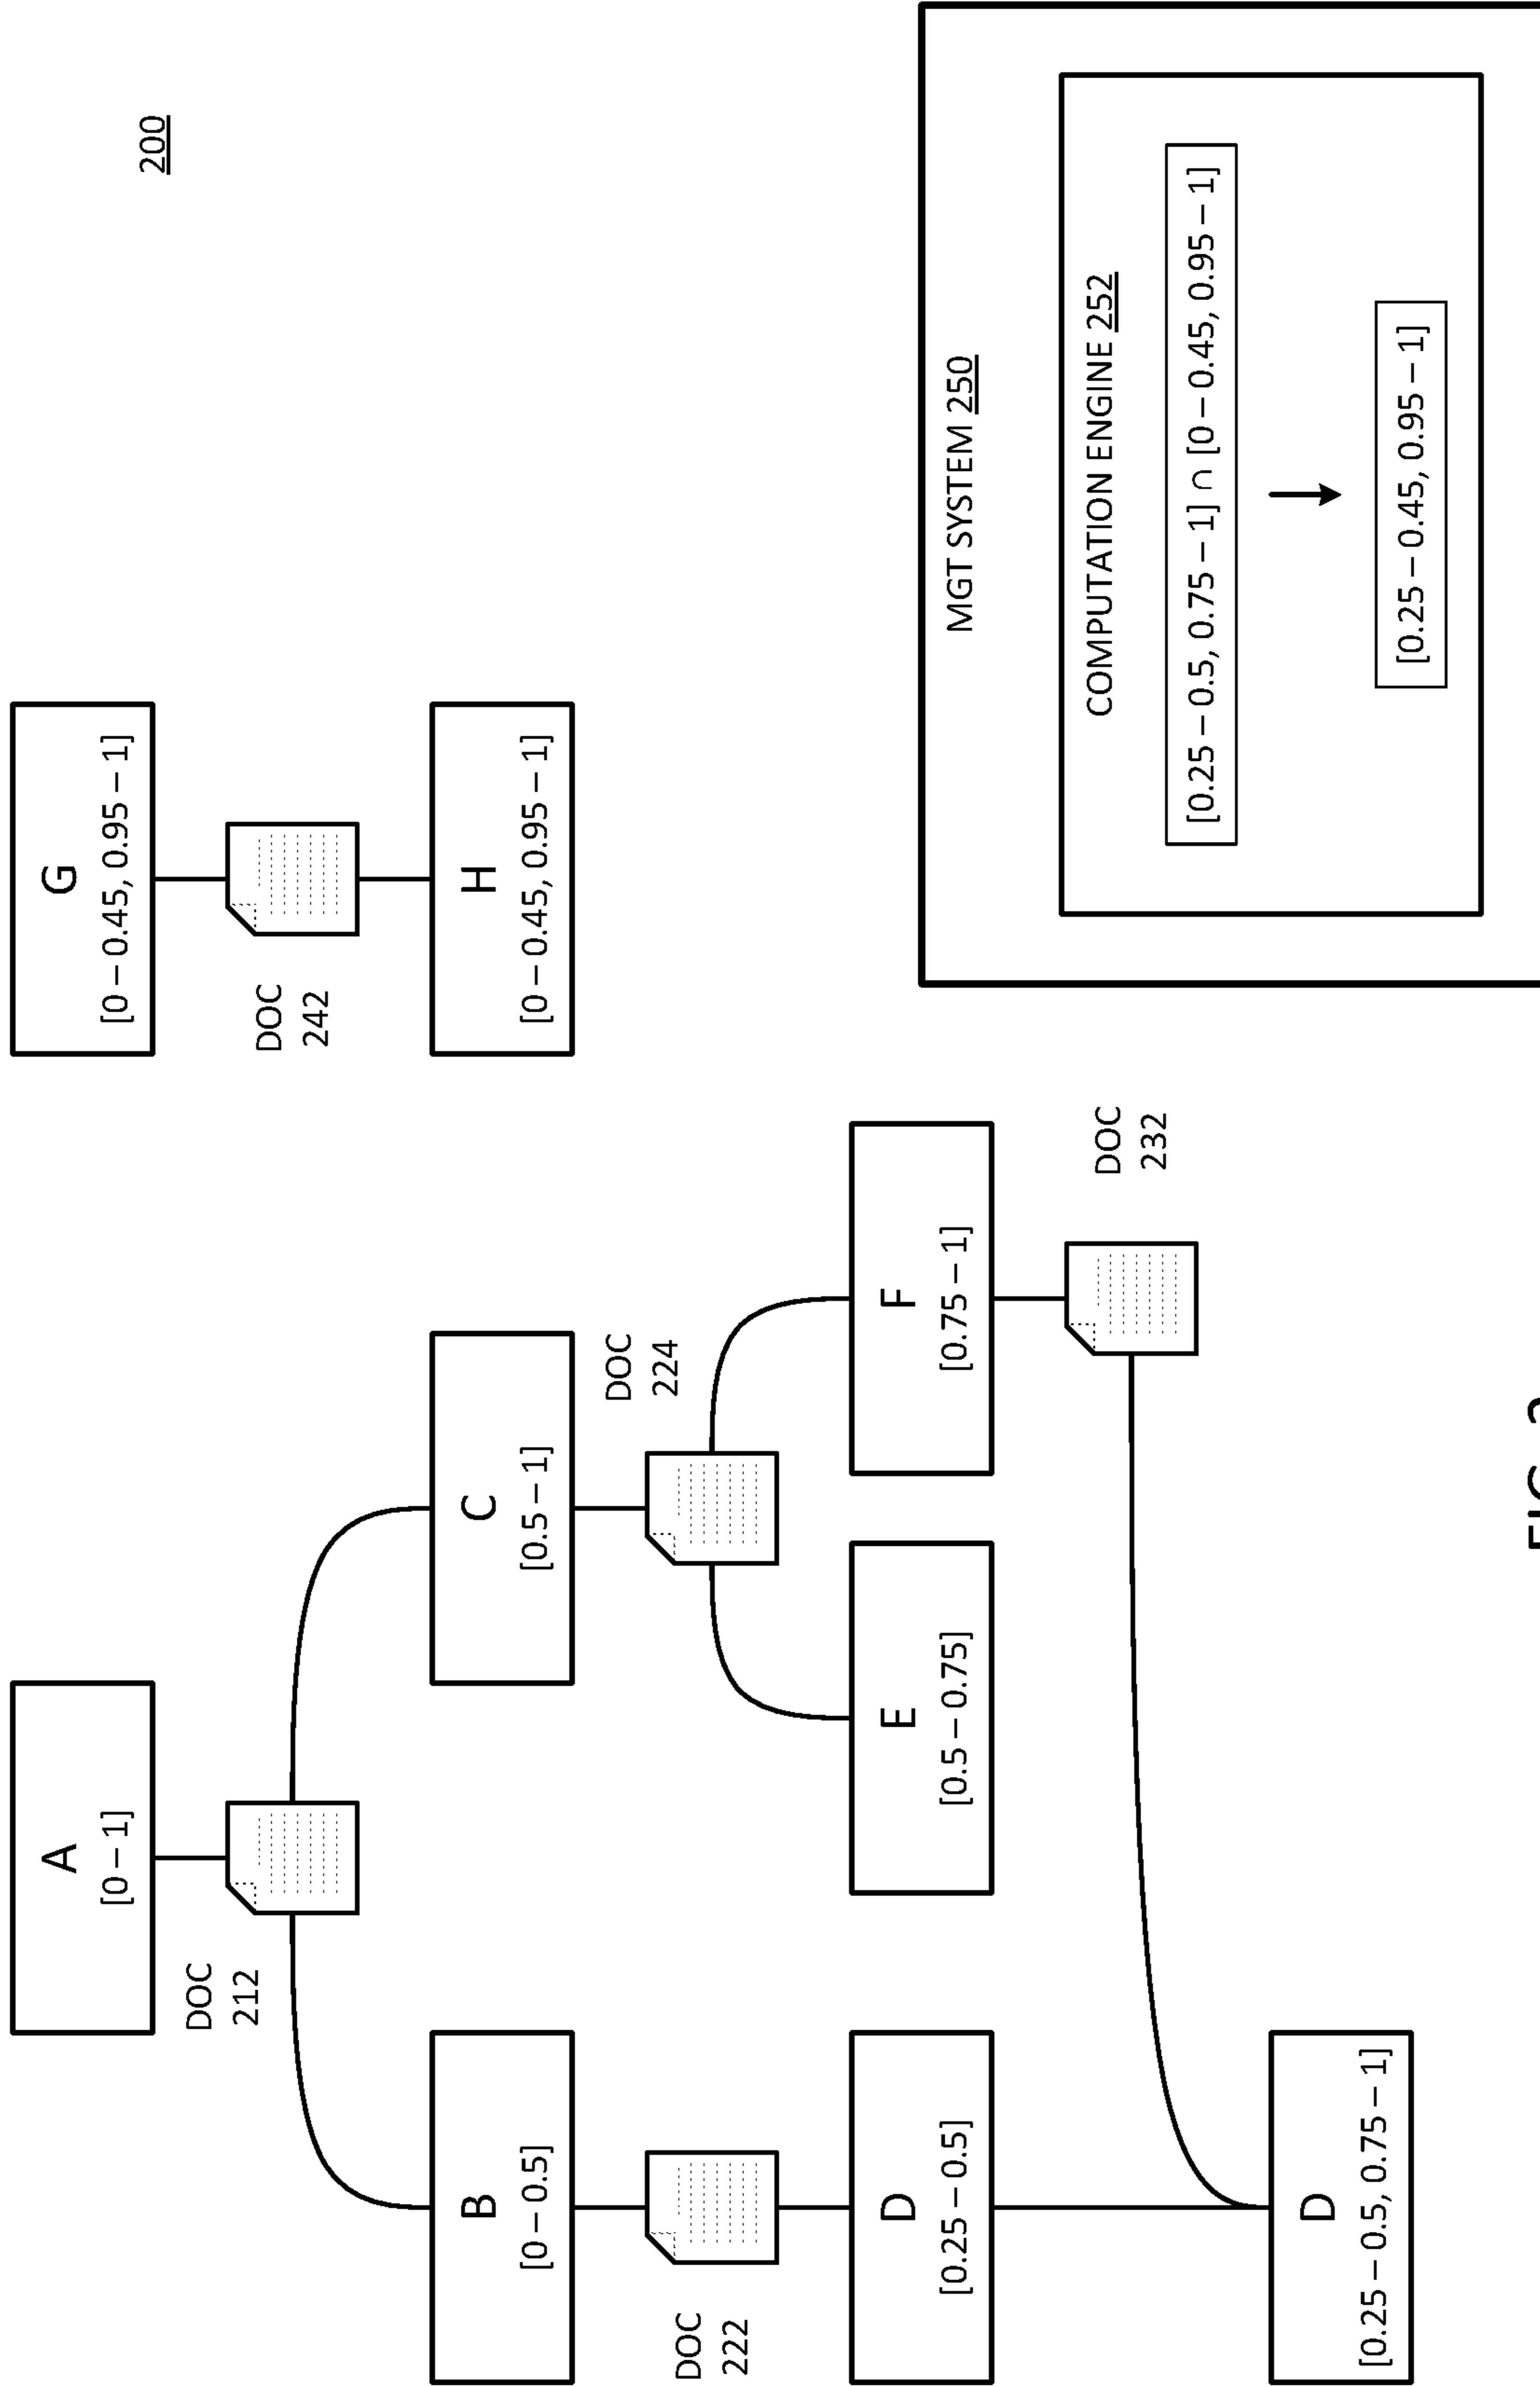 A
[0 – 1]
G
[0 – 0.45, 0.95 – 1]
200
DOC
212
DOC
242
B
[0 – 0.5]
C
[0.5 – 1]
H
[0 – 0.45, 0.95 – 1]
DOC
222
DOC
224
D
[0.25 – 0.5]
E
[0.5 – 0.75]
F
[0.75 – 1]
DOC
232
D
[0.25 – 0.5, 0.75 – 1]
MGT SYSTEM 250
COMPUTATION ENGINE 252
[0.25 – 0.5, 0.75 – 1] ∩ [0 – 0.45, 0.95 – 1]
[0.25 – 0.45, 0.95 – 1]
FIG. 2